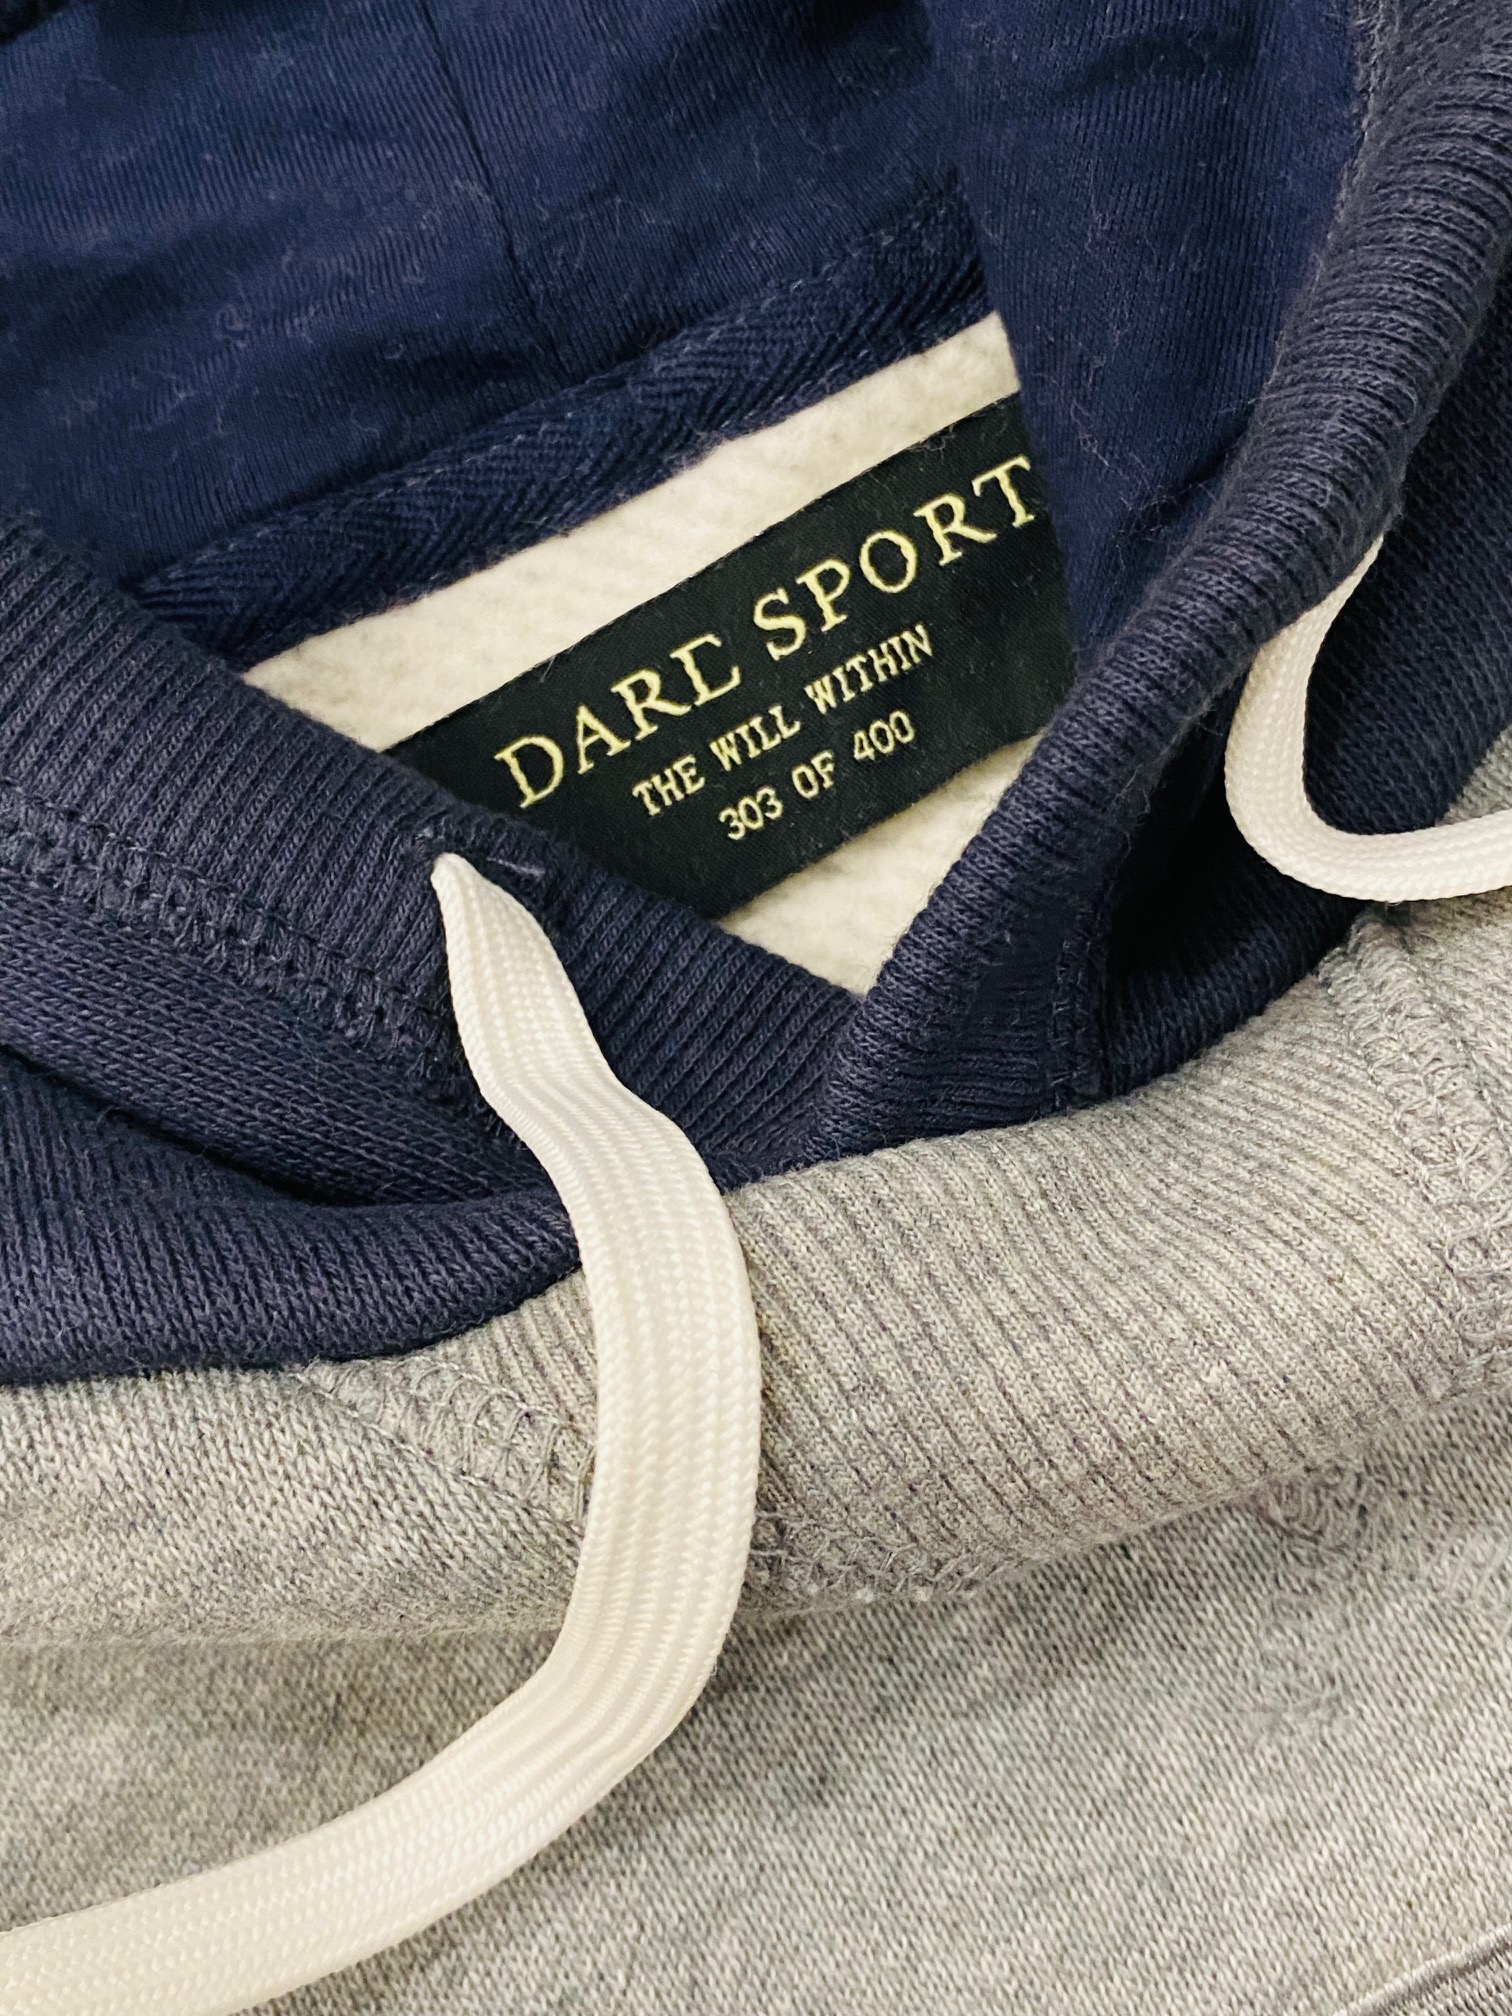 DARE SPORT
THE WILL WITHIN
303 OF 400